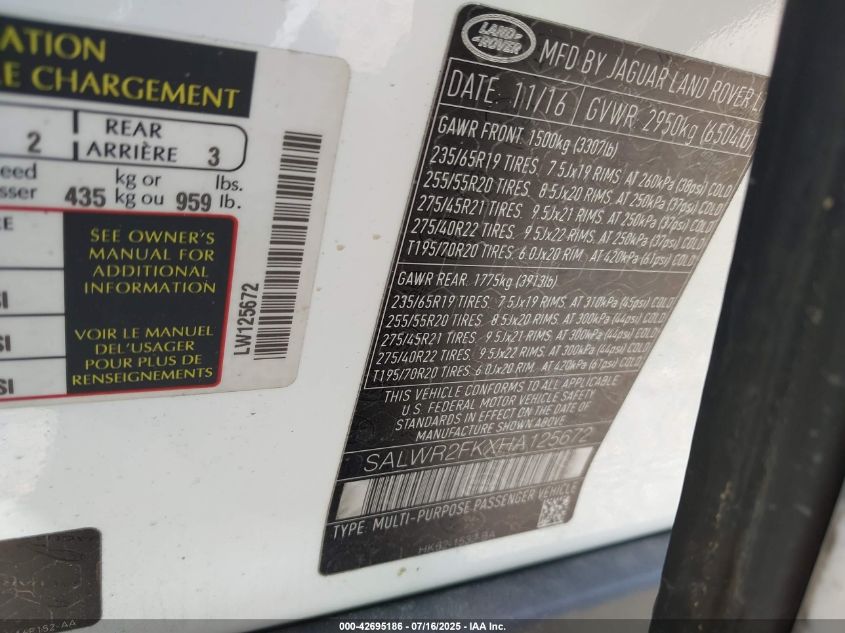 ATION
E CHARGEMENT
2 REAR ARRIÈRE 3
eed kg or lbs.
sser 435 kg ou 959 lb.
CE
SEE OWNER'S
MANUAL FOR
ADDITIONAL
INFORMATION
SI
VOIR LE MANUEL
DEL'USAGER
POUR PLUS DE
RENSEIGNEMENTS
SI
SI
LW125672
LAND ROVER
MFD BY JAGUAR LAND ROVER L
DATE: 11/16 GVWR 2950kg (6504lb)
GAWR FRONT 1500kg (3307lb)
235/65R19 TIRES 7.5Jx19 RIMS AT 260kPa (38psi) COLD
255/55R20 TIRES 8.5Jx20 RIMS AT 250kPa (37psi) COLD
275/45R21 TIRES 9.5Jx21 RIMS AT 250kPa (37psi) COLD
275/40R22 TIRES 9.5Jx22 RIMS AT 250kPa (37psi) COLD
T195/70R20 TIRES 6.0Jx20 RIM AT 420kPa (61psi) COLD
GAWR REAR 1775kg (3913lb)
235/65R19 TIRES 7.5Jx19 RIMS AT 310kPa (45psi) COLD
255/55R20 TIRES 8.5Jx20 RIMS AT 300kPa (44psi) COLD
275/45R21 TIRES 9.5Jx21 RIMS AT 300kPa (44psi) COLD
275/40R22 TIRES 9.5Jx22 RIMS AT 300kPa (44psi) COLD
T195/70R20 TIRES 6.0Jx20 RIM AT 420kPa (61psi) COLD
THIS VEHICLE CONFORMS TO ALL APPLICABLE
U.S. FEDERAL MOTOR VEHICLE SAFETY
STANDARDS IN EFFECT ON THE DATE OF
MANUFACTURE SHOWN ABOVE.
SALWR2FKXHA125672
TYPE: MULTI-PURPOSE PASSENGER VEHICLE
000-42695186 - 07/16/2025 - IAA Inc.